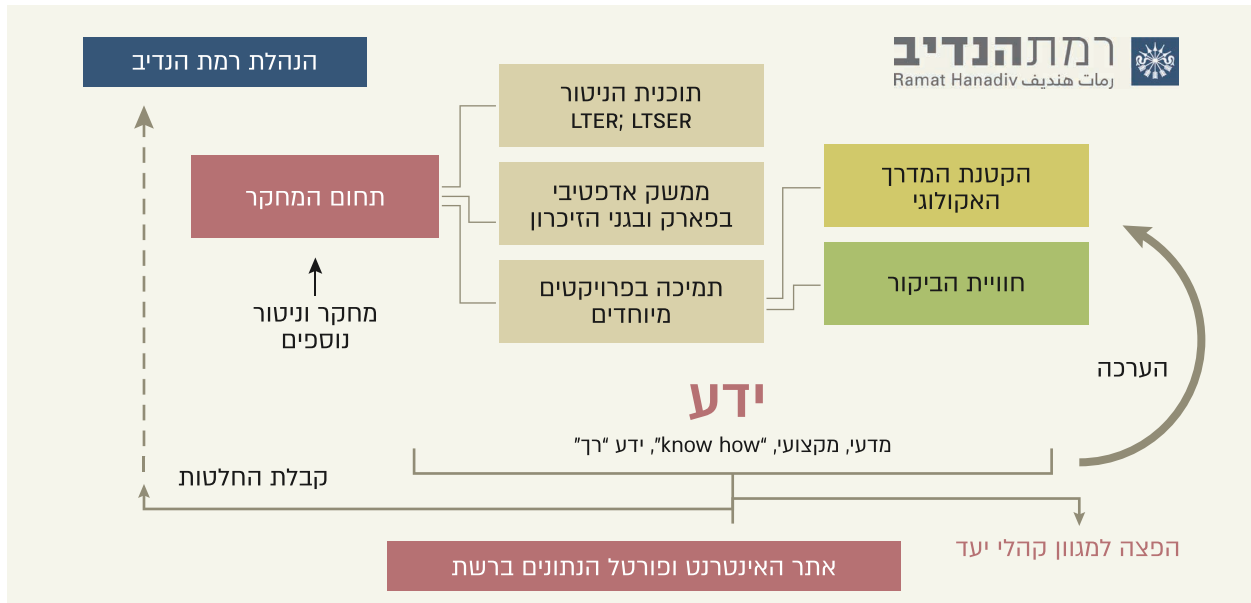 רמת הנדיב
Ramat Hanadiv رمات هنديف
הנהלת רמת הנדיב
תוכנית הניטור
LTER; LTSER
תחום המחקר
ממשק אדפטיבי
בפארק ובגני הזיכרון
הקטנת המדרך
האקולוגי
תמיכה בפרויקטים
מיוחדים
חוויית הביקור
מחקר וניטור
נוספים
הערכה
ידע
מדעי, מקצועי, “know how”, ידע “רך”
קבלת החלטות
הפצה למגוון קהלי יעד
אתר האינטרנט ופורטל הנתונים ברשת